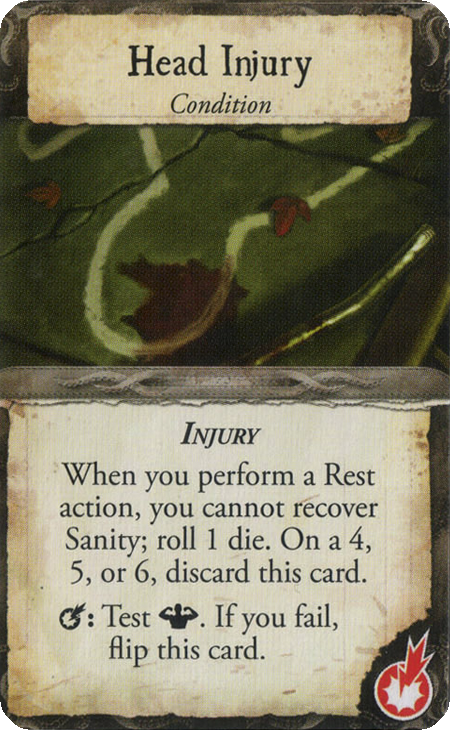 Head Injury
Condition
INJURY
When you perform a Rest
action, you cannot recover
Sanity; roll 1 die. On a 4,
5, or 6, discard this card.
: Test . If you fail,
flip this card.